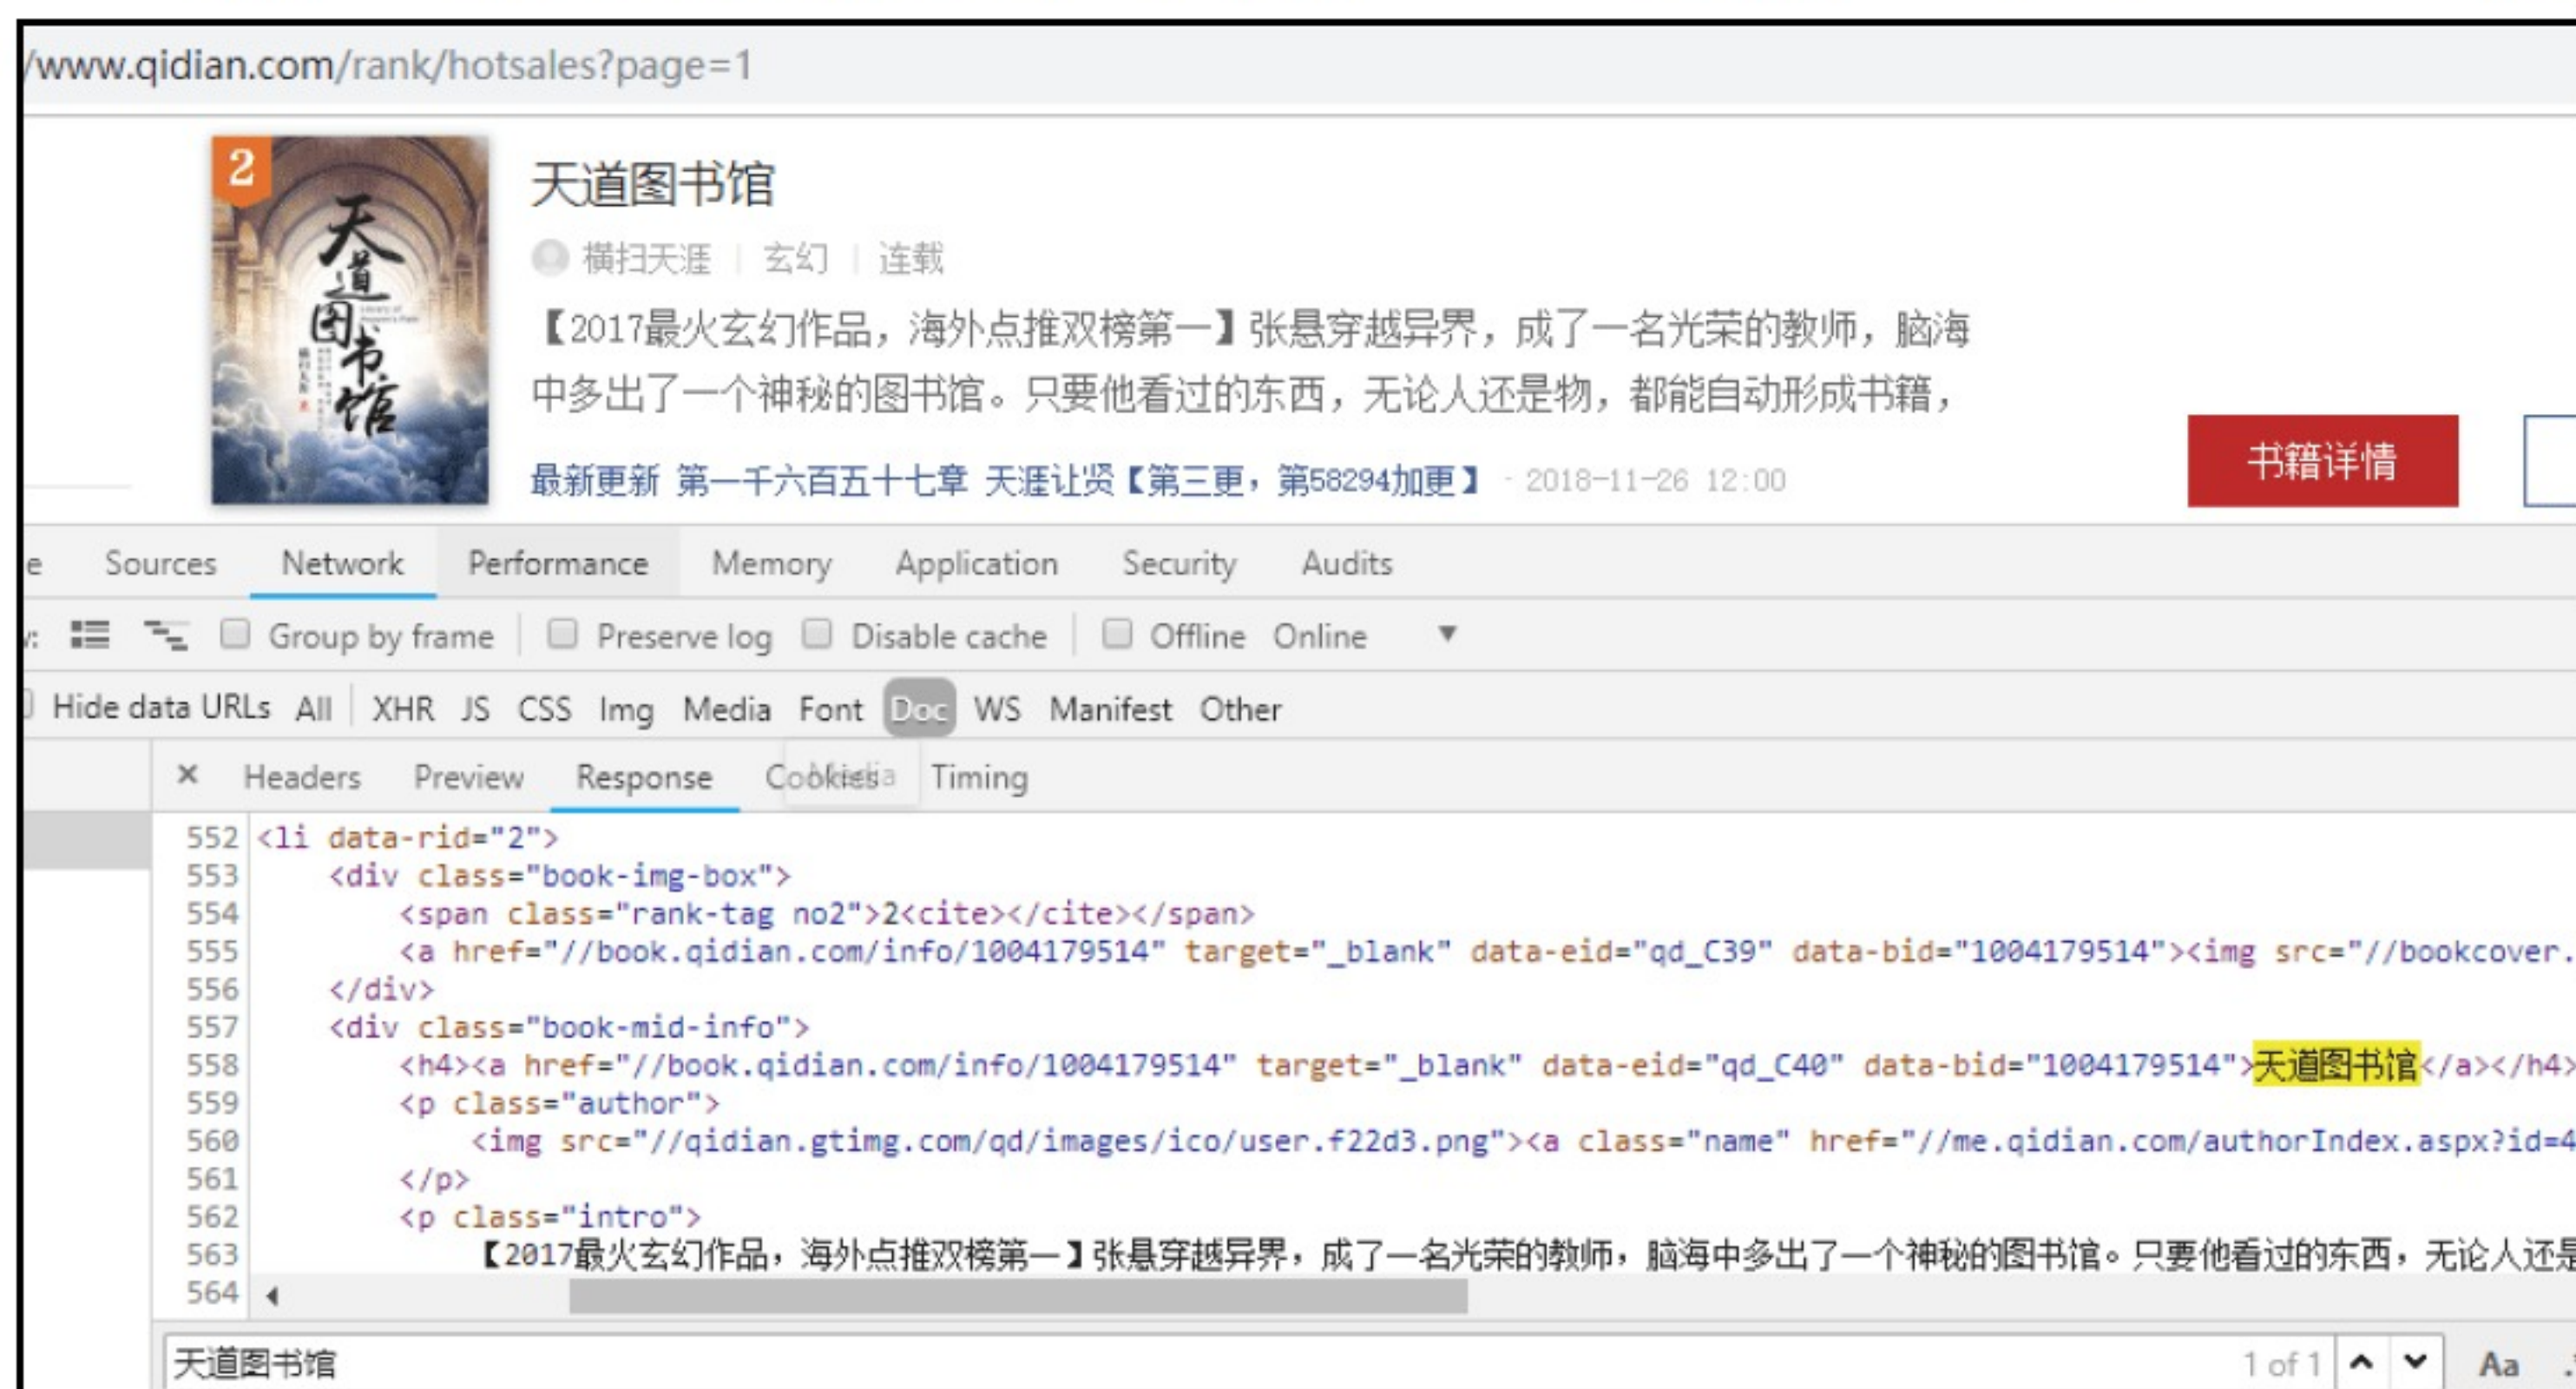 /www.qidian.com/rank/hotsales?page=1
2
天道图书馆
天道图书馆
横扫天涯 | 玄幻 | 连载
【2017最火玄幻作品，海外点推双榜第一】张悬穿越异界，成了一名光荣的教师，脑海
中多出了一个神秘的图书馆。只要他看过的东西，无论人还是物，都能自动形成书籍，
最新更新 第一千六百五十七章 天涯让贤【第三更，第58294加更】 · 2018-11-26 12:00
书籍详情
e Sources Network Performance Memory Application Security Audits
Group by frame Preserve log Disable cache Offline Online ▼
Hide data URLs All XHR JS CSS Img Media Font Doc WS Manifest Other
× Headers Preview Response Cookies Timing
Media
552 <li data-rid="2">
553 <div class="book-img-box">
554 <span class="rank-tag no2">2<cite></cite></span>
555 <a href="//book.qidian.com/info/1004179514" target="_blank" data-eid="qd_C39" data-bid="1004179514"><img src="//bookcover.
556 </div>
557 <div class="book-mid-info">
558 <h4><a href="//book.qidian.com/info/1004179514" target="_blank" data-eid="qd_C40" data-bid="1004179514">天道图书馆</a></h4>
559 <p class="author">
560 <img src="//qidian.gtimg.com/qd/images/ico/user.f22d3.png"><a class="name" href="//me.qidian.com/authorIndex.aspx?id=4
561 </p>
562 <p class="intro">
563 【2017最火玄幻作品，海外点推双榜第一】张悬穿越异界，成了一名光荣的教师，脑海中多出了一个神秘的图书馆。只要他看过的东西，无论人还是
564
天道图书馆 1 of 1 Aa .*